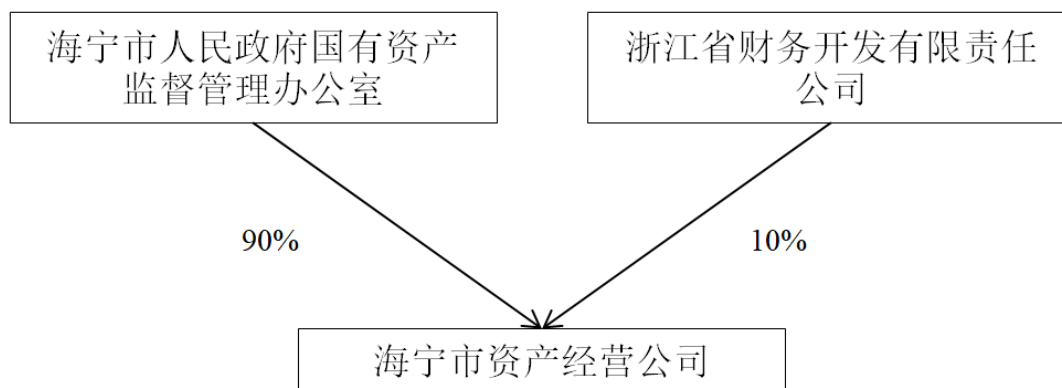 海宁市人民政府国有资产
监督管理办公室
浙江省财务开发有限责任
公司
90%
10%
海宁市资产经营公司